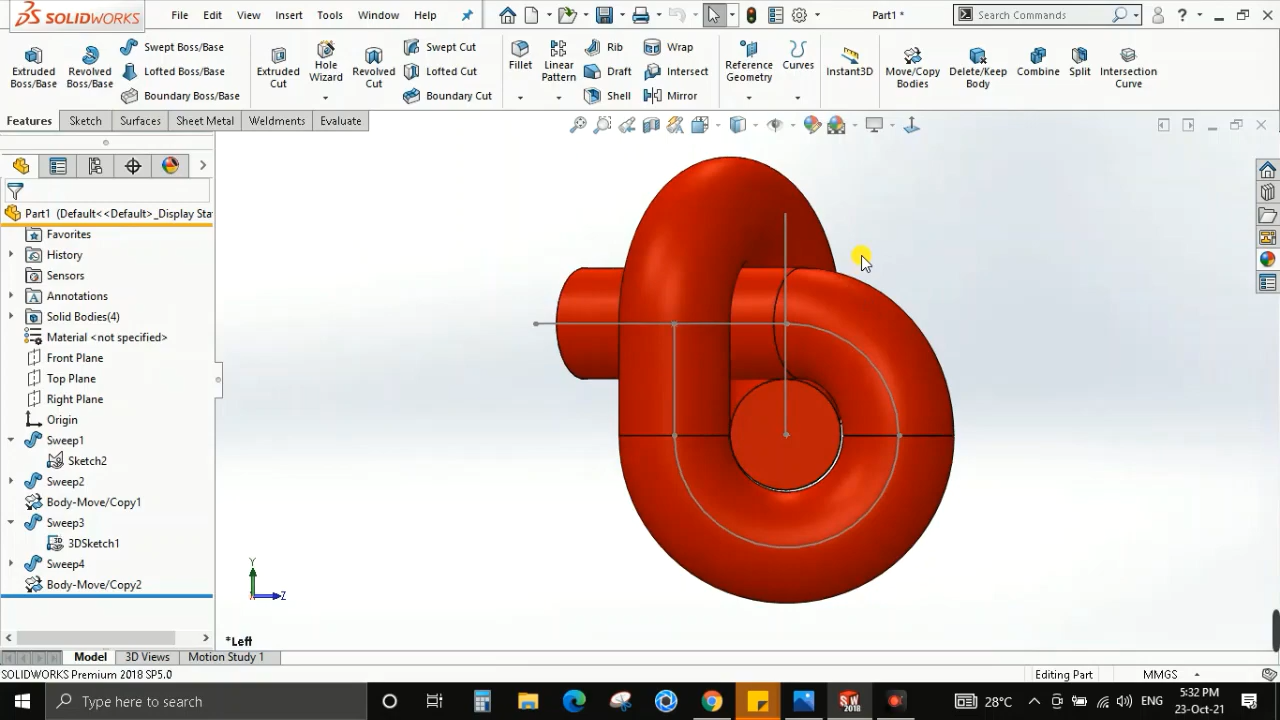 SOLIDWORKS File Edit View Insert Tools Window Help Part1 * Search Commands ?
Extruded Boss/Base
Revolved Boss/Base
Swept Boss/Base
Lofted Boss/Base
Boundary Boss/Base
Extruded Cut
Hole Wizard
Revolved Cut
Swept Cut
Lofted Cut
Boundary Cut
Fillet
Linear Pattern
Rib
Draft
Shell
Wrap
Intersect
Mirror
Reference Geometry
Curves
Instant3D
Move/Copy Bodies
Delete/Keep Body
Combine
Split
Intersection Curve
Features Sketch Surfaces Sheet Metal Weldments Evaluate
Part1 (Default<<Default>_Display Sta
Favorites
History
Sensors
Annotations
Solid Bodies(4)
Material <not specified>
Front Plane
Top Plane
Right Plane
Origin
Sweep1
Sketch2
Sweep2
Body-Move/Copy1
Sweep3
3DSketch1
Sweep4
Body-Move/Copy2
Y
Z
*Left
Model 3D Views Motion Study 1
SOLIDWORKS Premium 2018 SP5.0 Editing Part MMGS
Type here to search
SW 2018
28°C ENG
5:32 PM
23-Oct-21